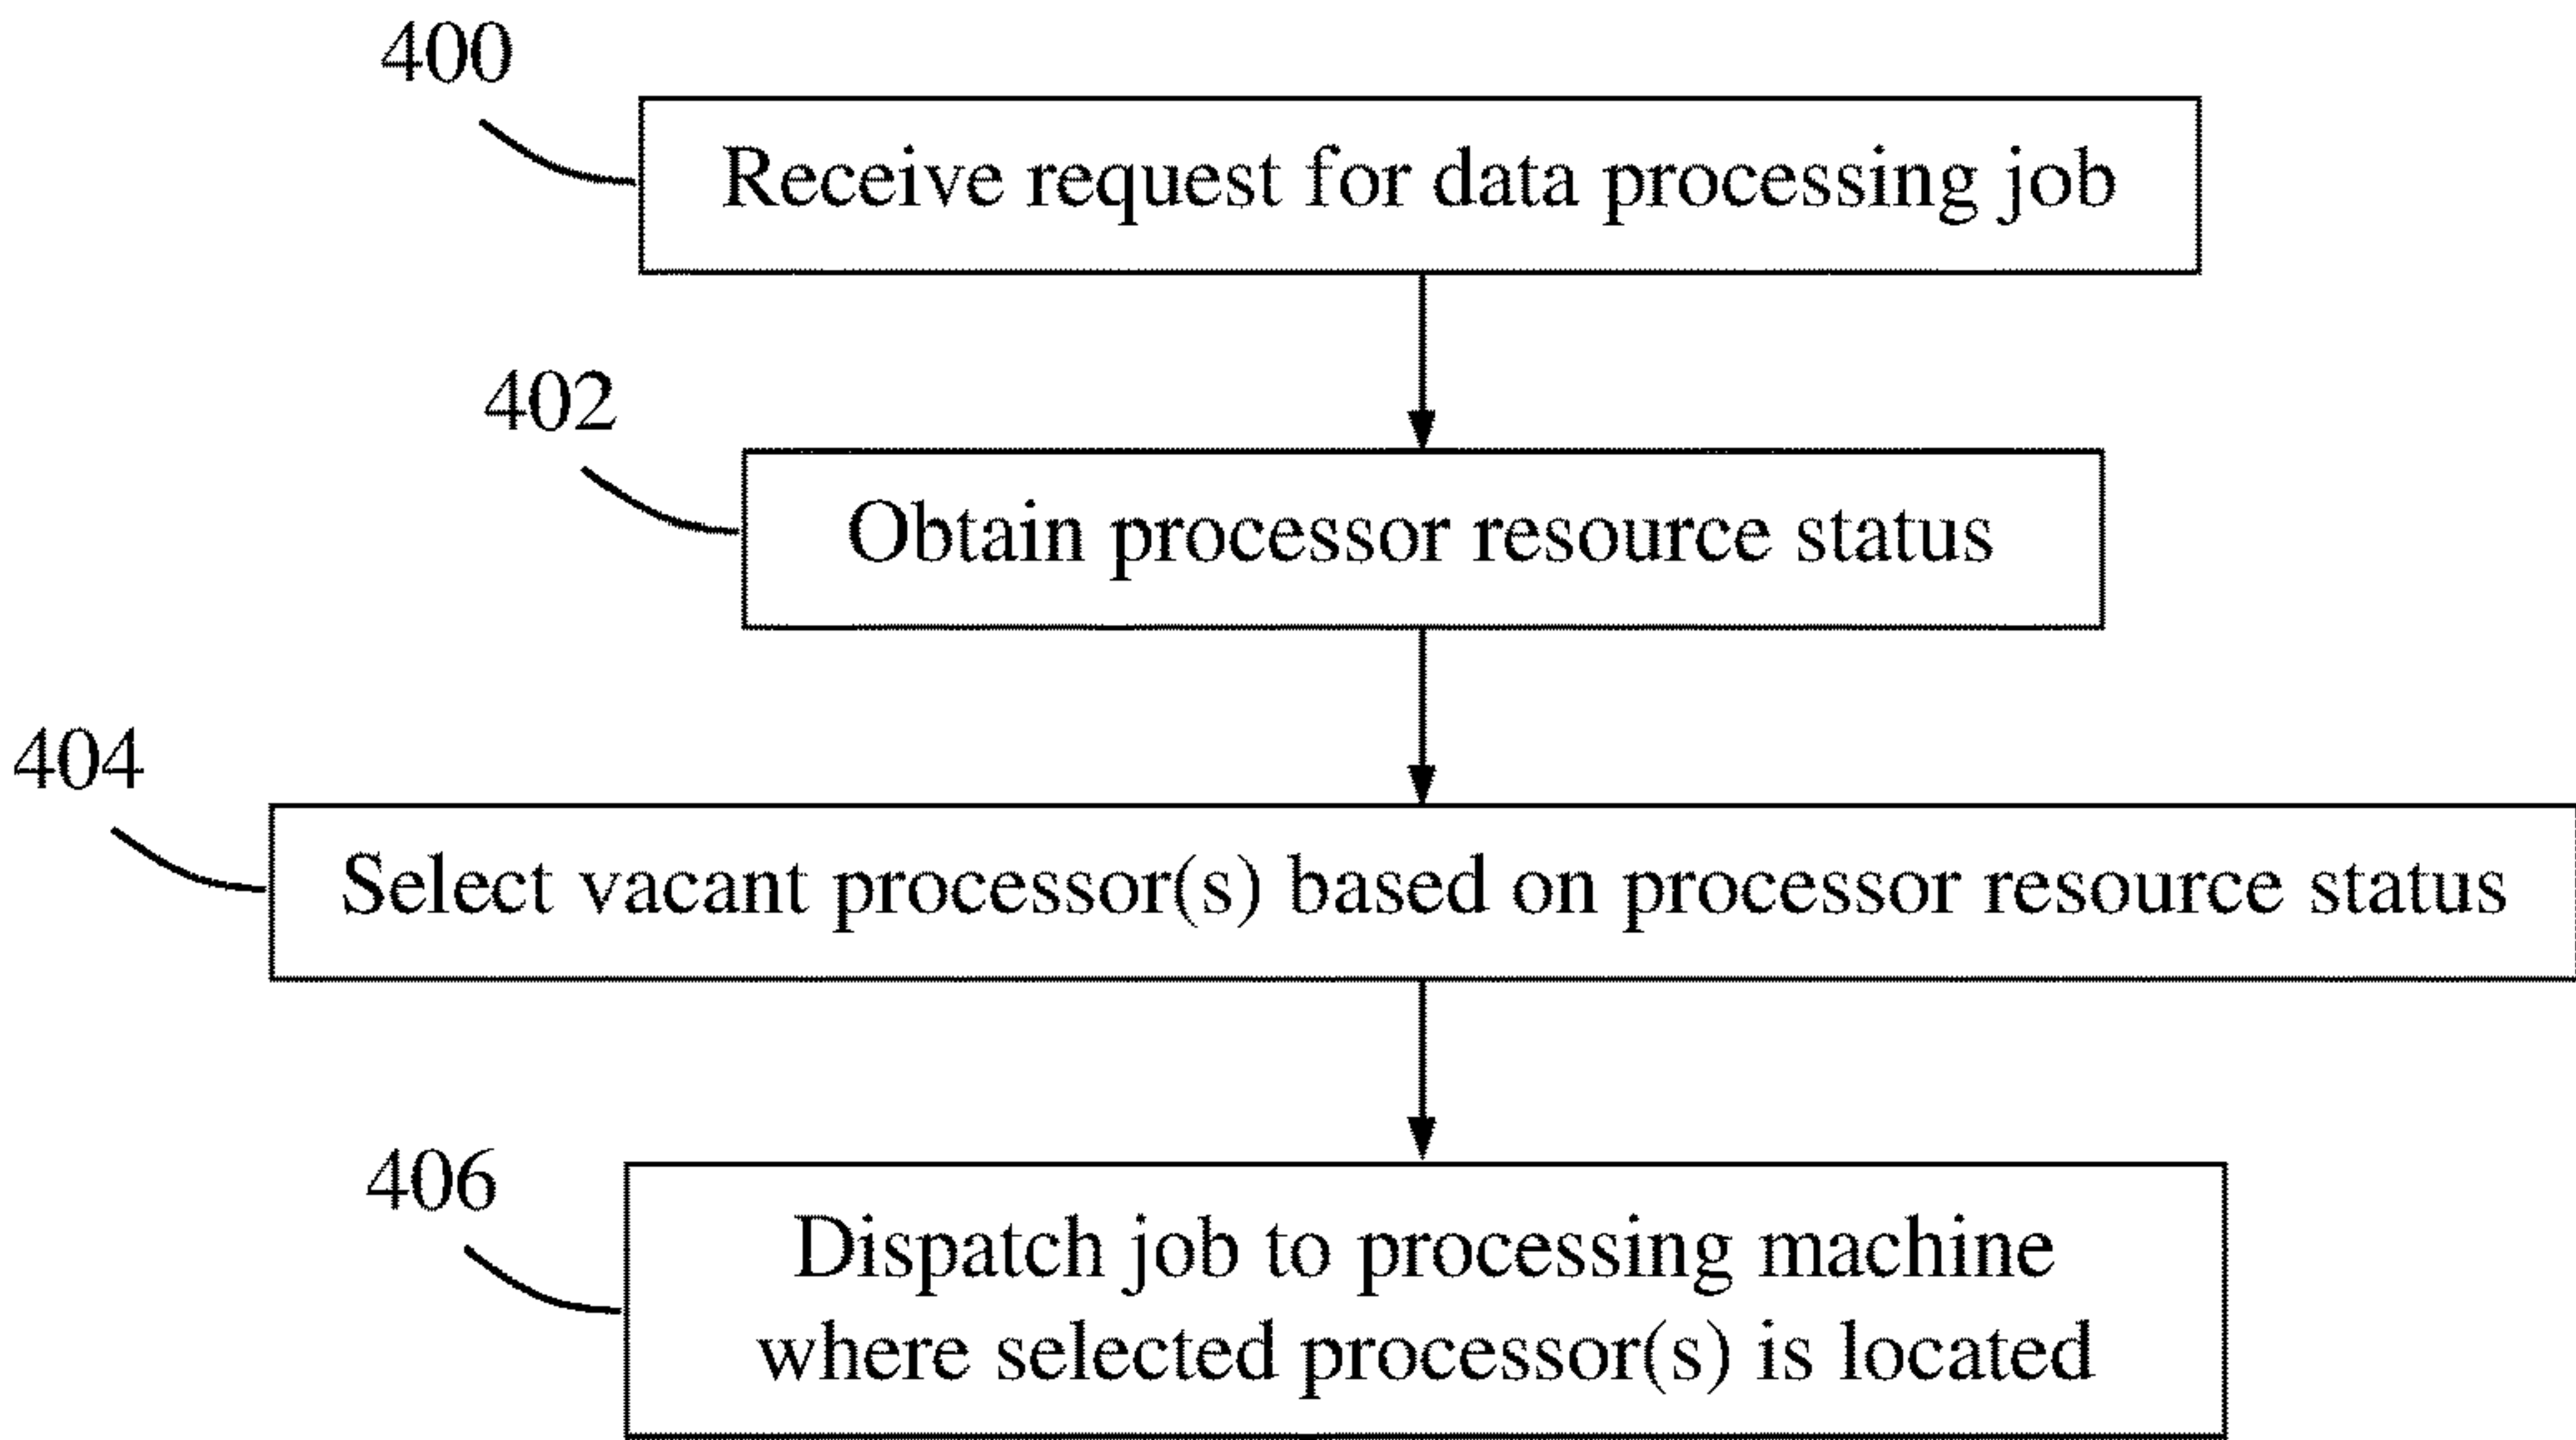 400
Receive request for data processing job
402
Obtain processor resource status
404
Select vacant processor(s) based on processor resource status
406
Dispatch job to processing machine
where selected processor(s) is located